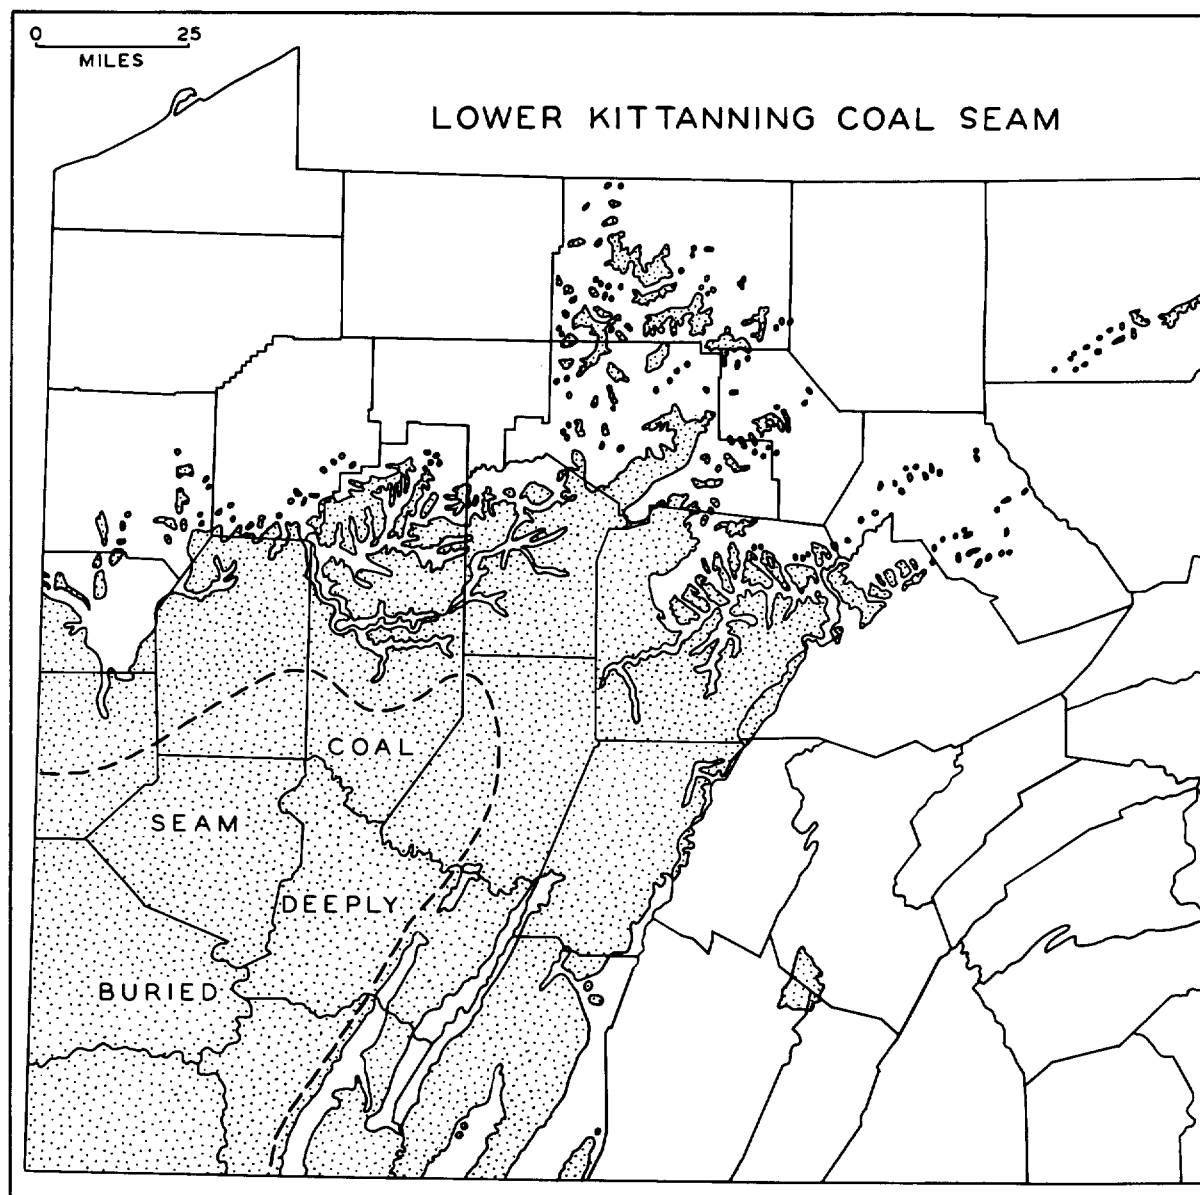 0 25
MILES
LOWER KITTANNING COAL SEAM
COAL
SEAM
DEEPLY
BURIED